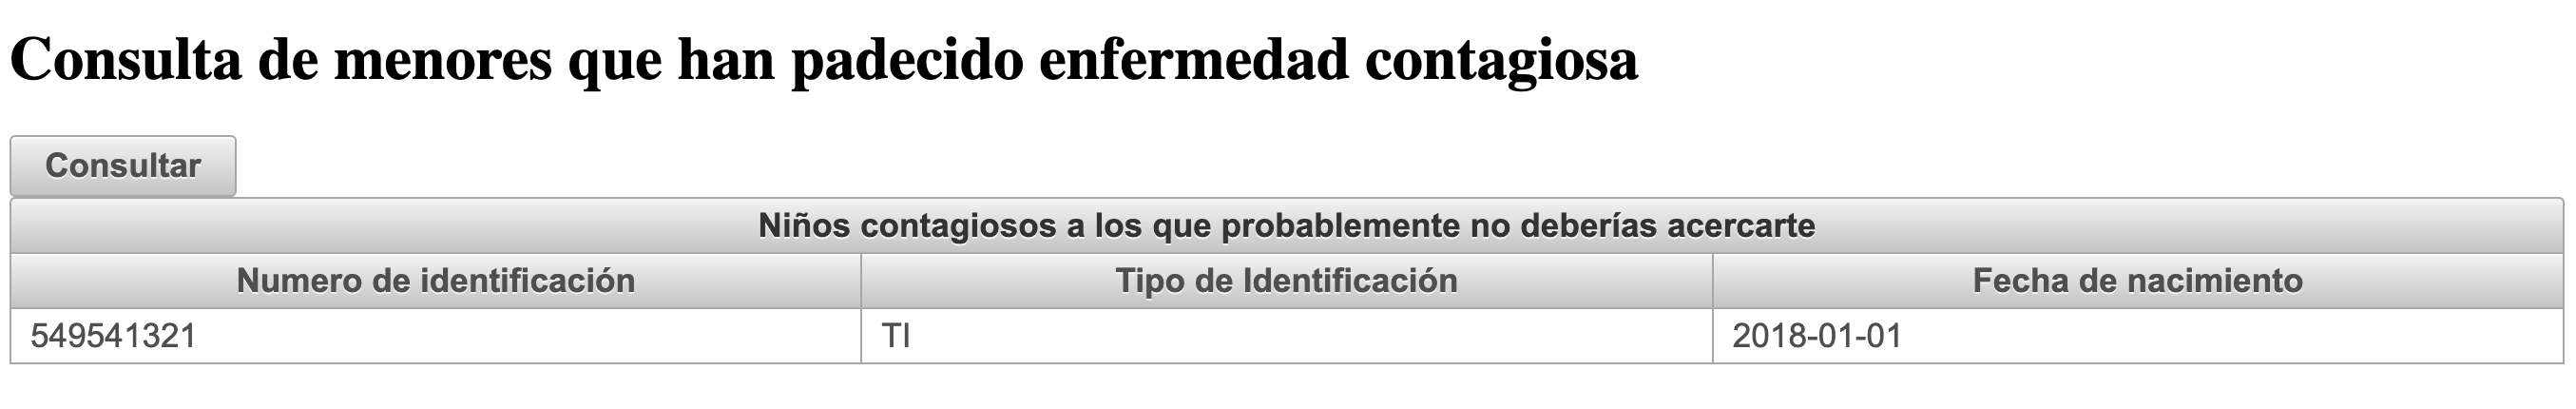 Consulta de menores que han padecido enfermedad contagiosa
Consultar
Niños contagiosos a los que probablemente no deberías acercarte
Numero de identificación Tipo de Identificación Fecha de nacimiento
549541321 TI 2018-01-01